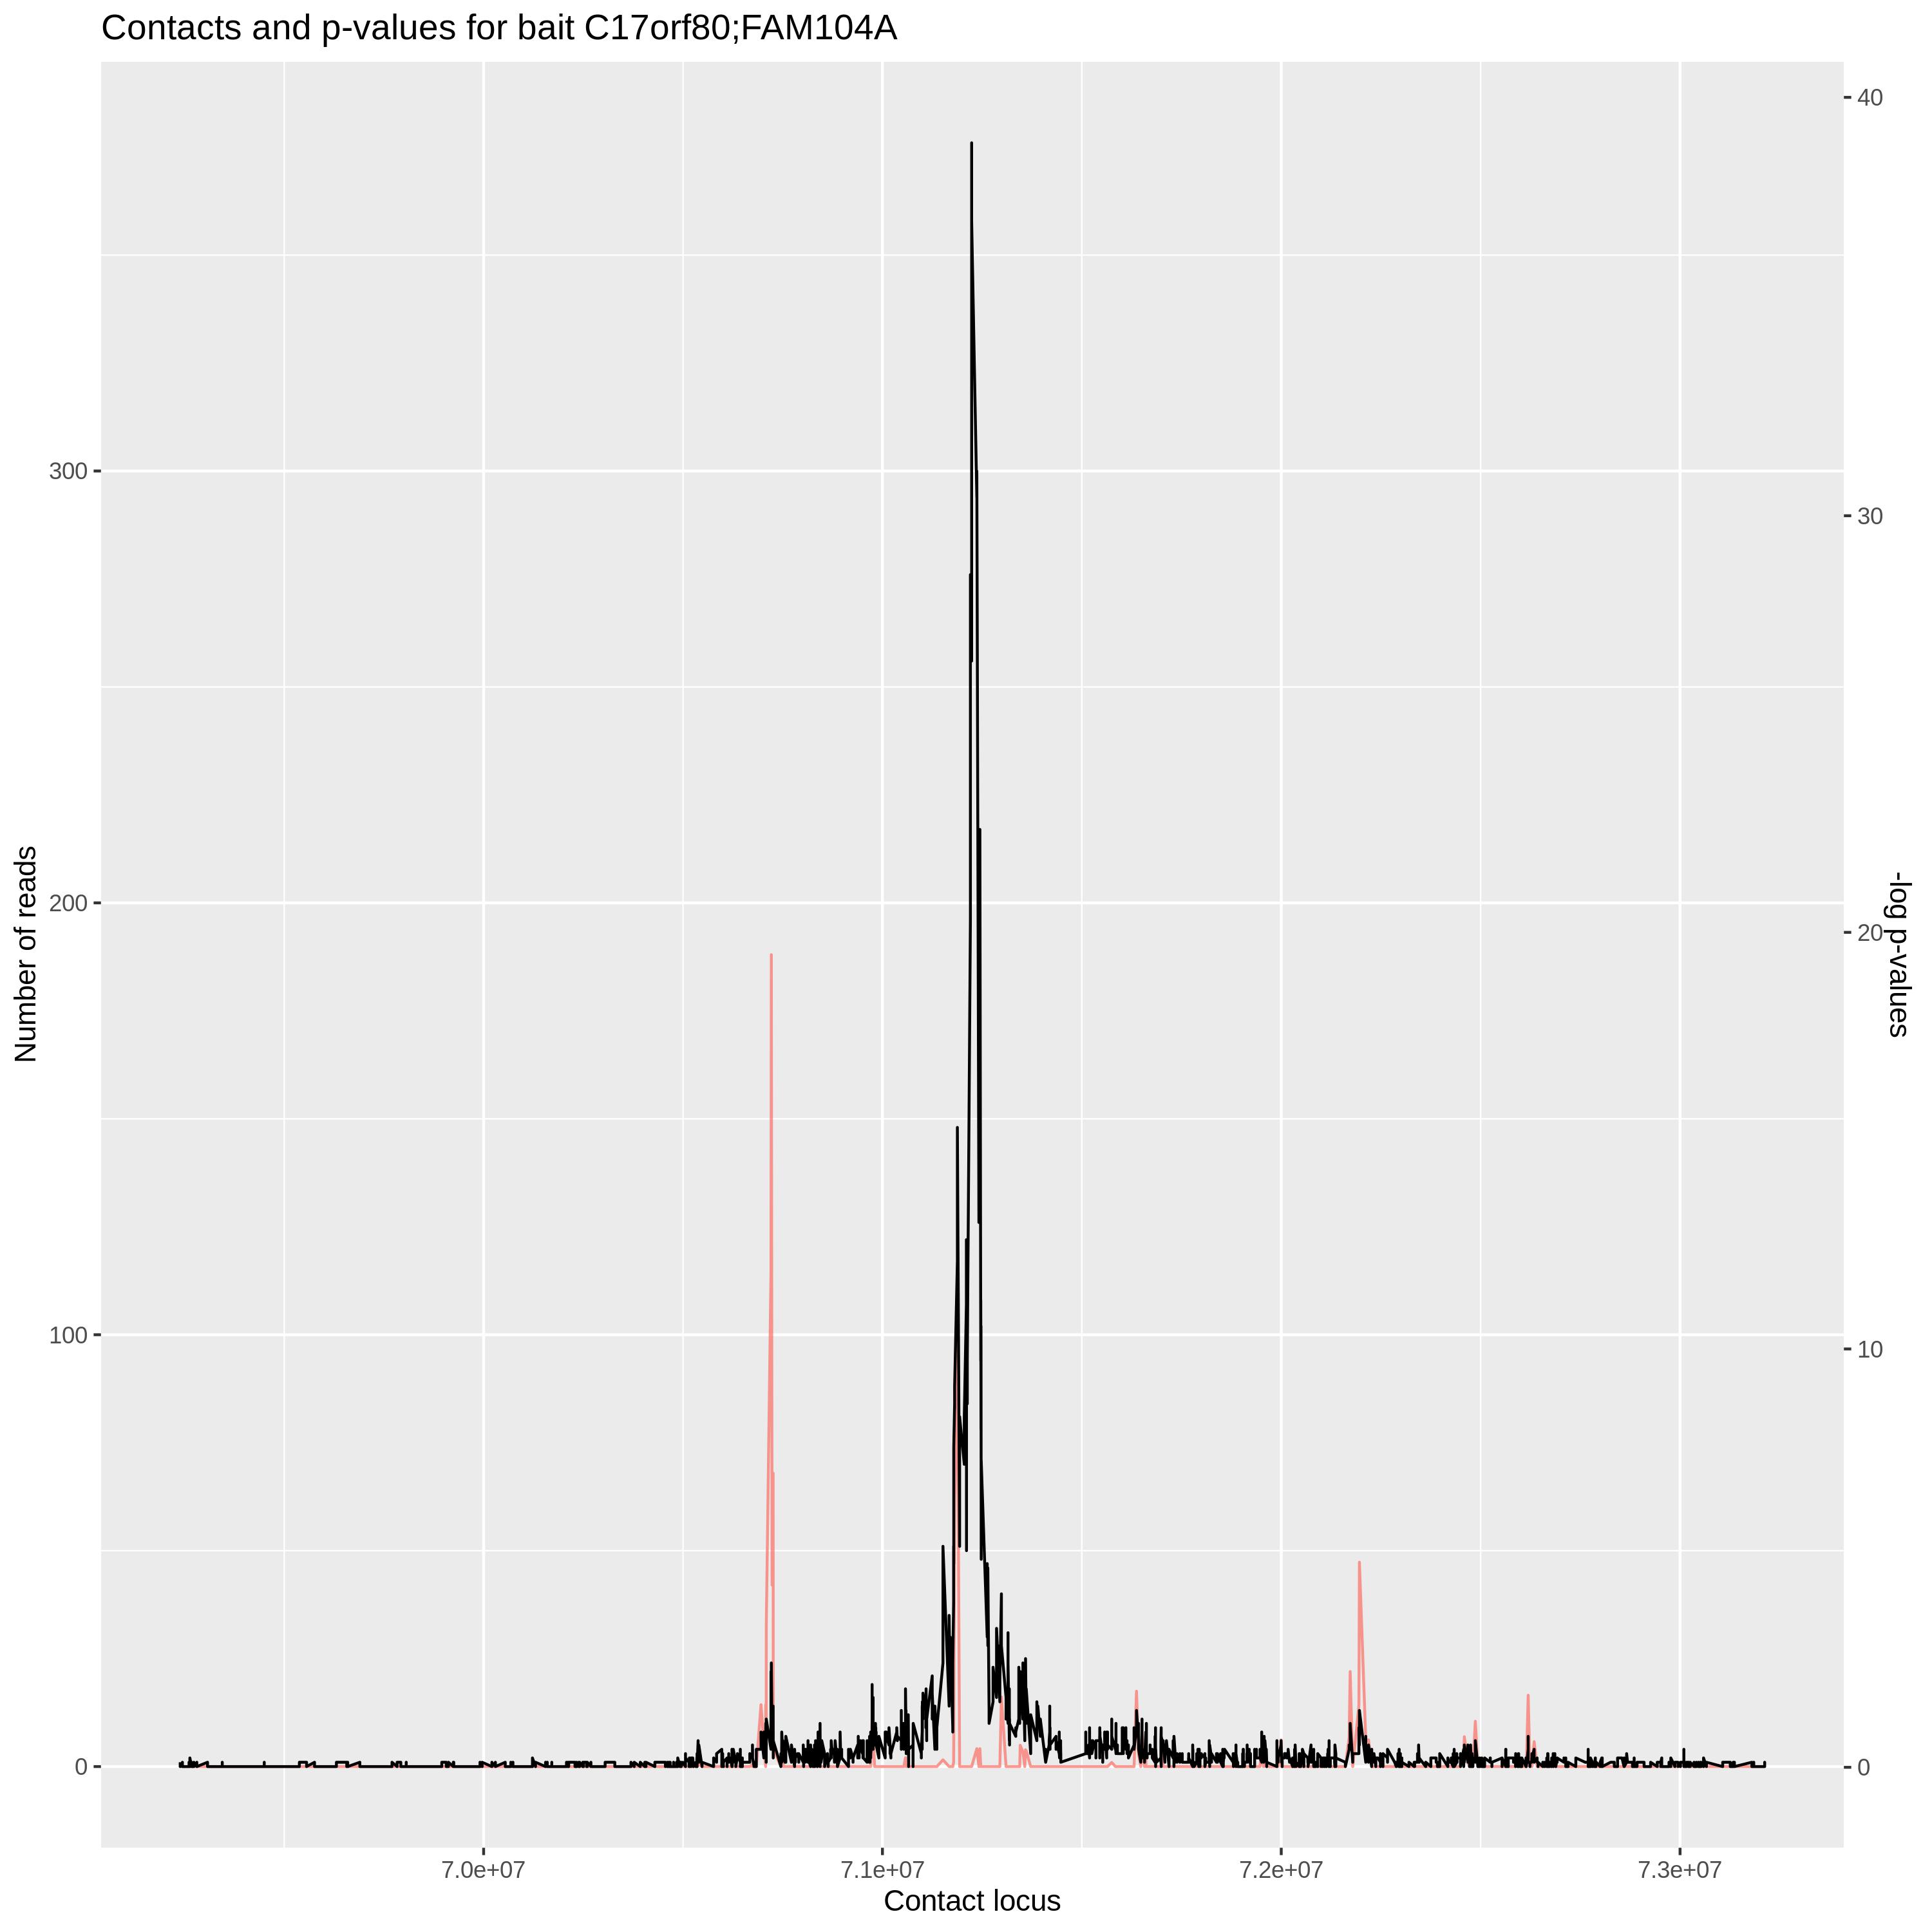 Contacts and p-values for bait C17orf80;FAM104A
40
300
30
Number of reads
200
20
-log p-values
100
10
0
0
7.0e+07
7.1e+07
7.2e+07
7.3e+07
Contact locus